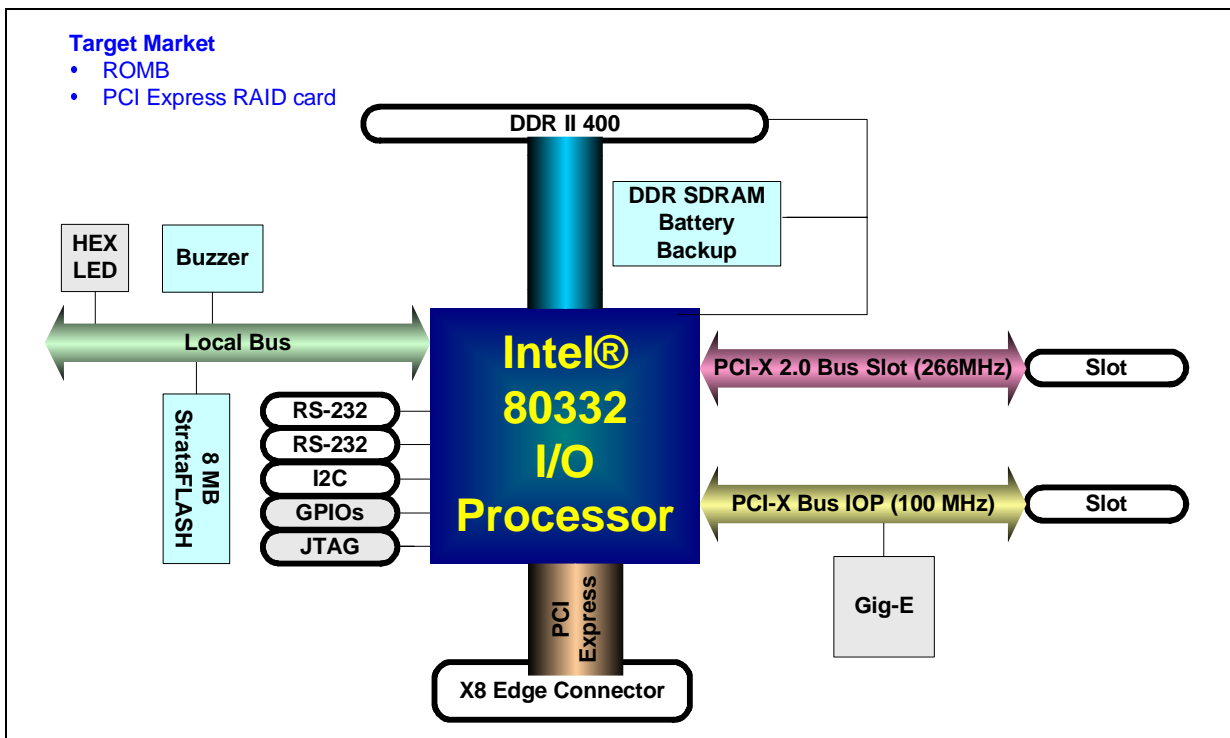 Target Market
• ROMB
• PCI Express RAID card
DDR II 400
DDR SDRAM
Battery
Backup
HEX
LED
Buzzer
Local Bus
8 MB
StrataFLASH
RS-232
RS-232
I2C
GPIOs
JTAG
Intel®
80332
I/O
Processor
PCI-X 2.0 Bus Slot (266MHz)
Slot
PCI-X Bus IOP (100 MHz)
Slot
Gig-E
PCI
Express
X8 Edge Connector